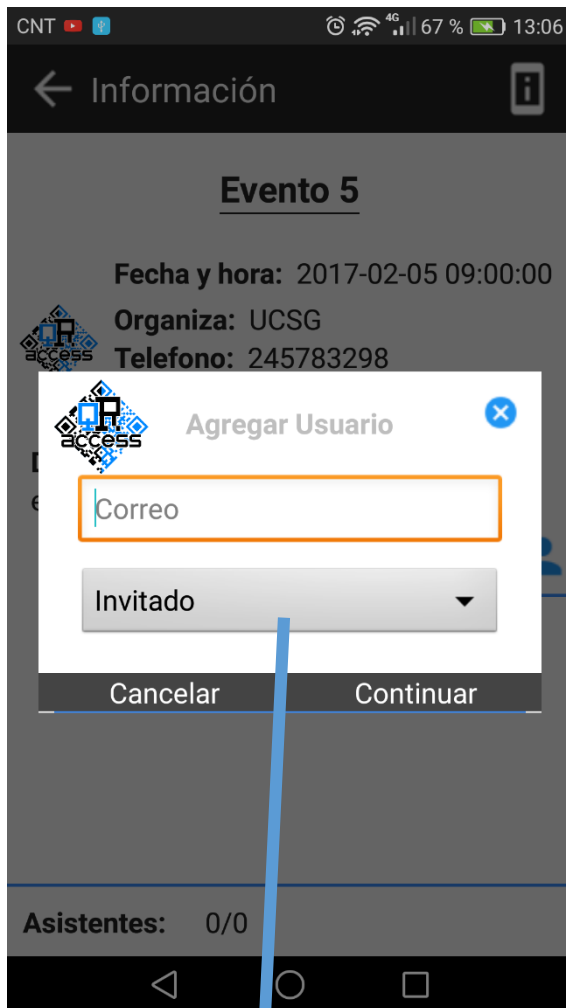 CNT 67 % 13:06
Información
Evento 5
Fecha y hora: 2017-02-05 09:00:00
Organiza: UCSG
access
Telefono: 245783298
QR
access
Agregar Usuario
Correo
Invitado
Cancelar Continuar
Asistentes: 0/0